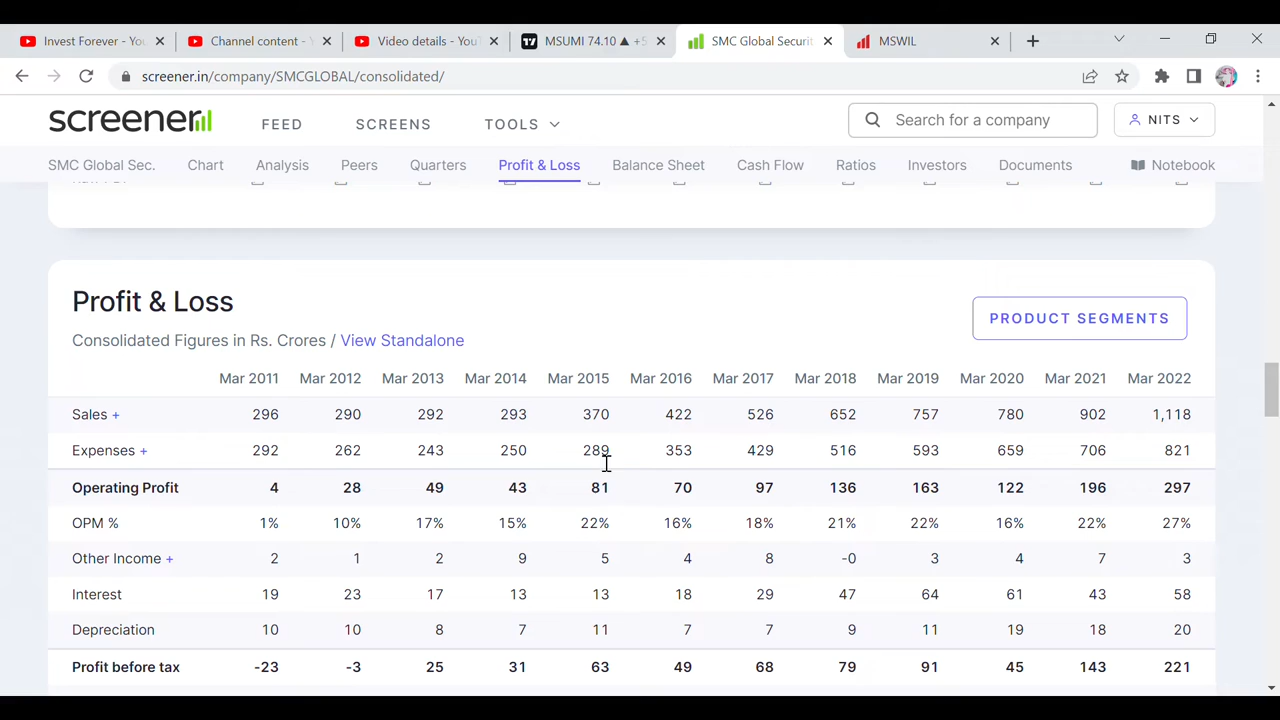 Invest Forever - You
Channel content - You
Video details - YouT
MSUMI 74.10 ▲ +5
SMC Global Securit
MSWIL
screener.in/company/SMCGLOBAL/consolidated/
screener
FEED
SCREENS
TOOLS
Search for a company
NITS
SMC Global Sec.
Chart
Analysis
Peers
Quarters
Profit & Loss
Balance Sheet
Cash Flow
Ratios
Investors
Documents
Notebook
Profit & Loss
PRODUCT SEGMENTS
Consolidated Figures in Rs. Crores / View Standalone
Mar 2011 Mar 2012 Mar 2013 Mar 2014 Mar 2015 Mar 2016 Mar 2017 Mar 2018 Mar 2019 Mar 2020 Mar 2021 Mar 2022
Sales + 296 290 292 293 370 422 526 652 757 780 902 1,118
Expenses + 292 262 243 250 289 353 429 516 593 659 706 821
Operating Profit 4 28 49 43 81 70 97 136 163 122 196 297
OPM % 1% 10% 17% 15% 22% 16% 18% 21% 22% 16% 22% 27%
Other Income + 2 1 2 9 5 4 8 -0 3 4 7 3
Interest 19 23 17 13 13 18 29 47 64 61 43 58
Depreciation 10 10 8 7 11 7 7 9 11 19 18 20
Profit before tax -23 -3 25 31 63 49 68 79 91 45 143 221